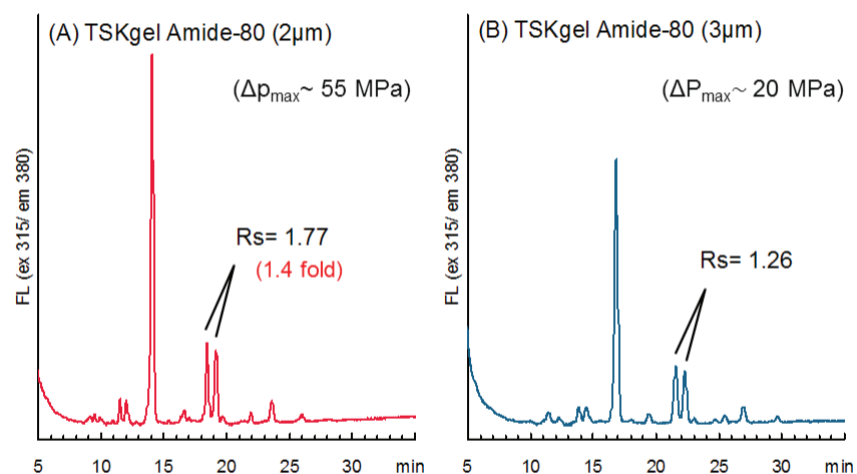 (A) TSKgel Amide-80 (2µm)
(Δpmax~ 55 MPa)
FL (ex 315/ em 380)
Rs= 1.77
(1.4 fold)
5 10 15 20 25 30 min
(B) TSKgel Amide-80 (3µm)
(ΔPmax~ 20 MPa)
FL (ex 315/ em 380)
Rs= 1.26
5 10 15 20 25 30 min